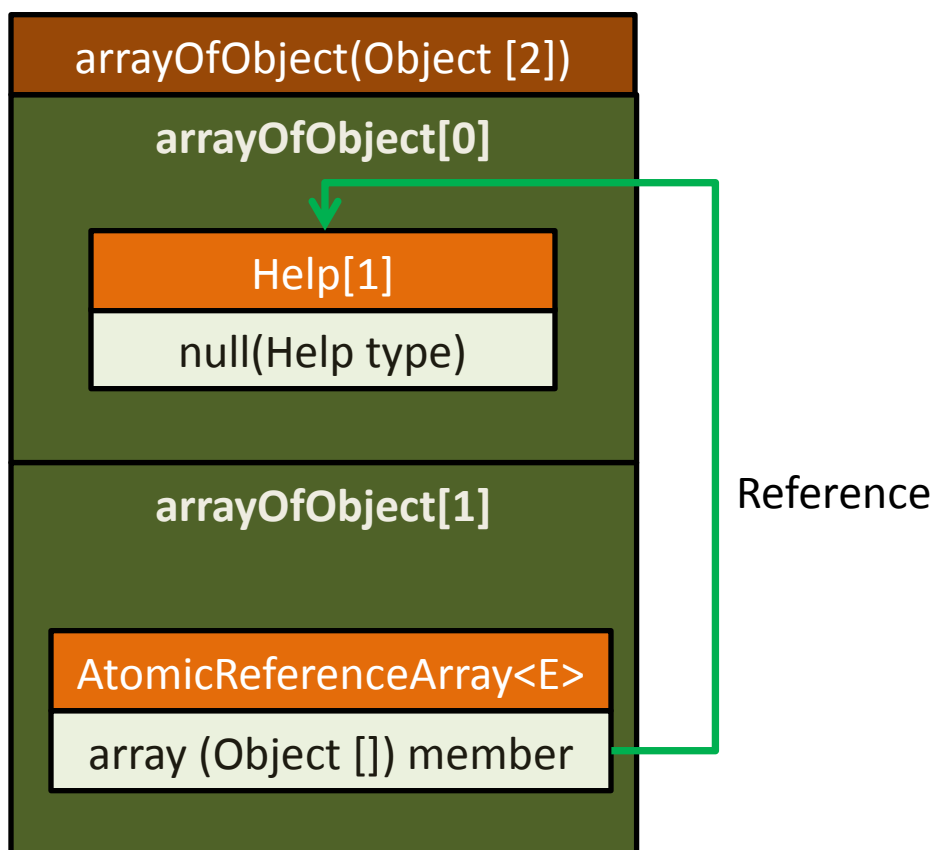 arrayOfObject(Object [2])
arrayOfObject[0]
Help[1]
null(Help type)
arrayOfObject[1]
Reference
AtomicReferenceArray<E>
array (Object []) member